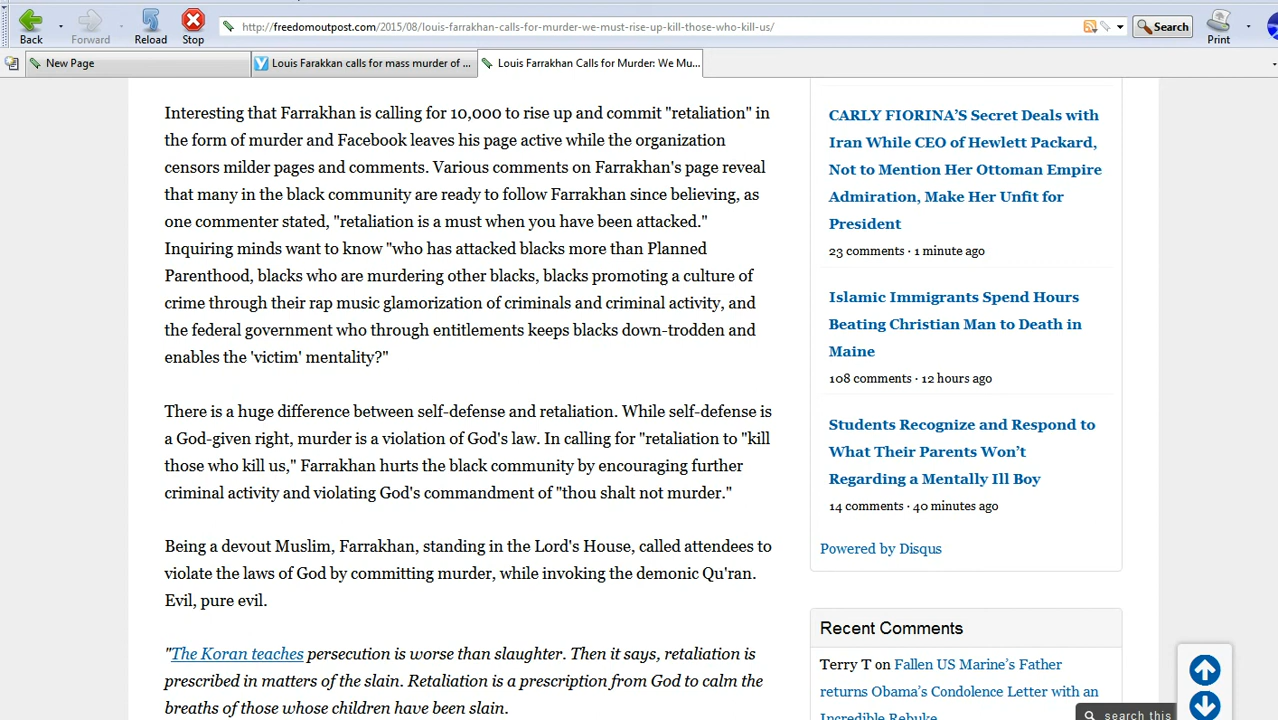 Back
Forward
Reload
Stop
http://freedomoutpost.com/2015/08/louis-farrakhan-calls-for-murder-we-must-rise-up-kill-those-who-kill-us/
Search
Print
New Page
Louis Farakkan calls for mass murder of ...
Louis Farrakhan Calls for Murder: We Mu...
Interesting that Farrakhan is calling for 10,000 to rise up and commit "retaliation" in
the form of murder and Facebook leaves his page active while the organization
censors milder pages and comments. Various comments on Farrakhan's page reveal
that many in the black community are ready to follow Farrakhan since believing, as
one commenter stated, "retaliation is a must when you have been attacked."
Inquiring minds want to know "who has attacked blacks more than Planned
Parenthood, blacks who are murdering other blacks, blacks promoting a culture of
crime through their rap music glamorization of criminals and criminal activity, and
the federal government who through entitlements keeps blacks down-trodden and
enables the 'victim' mentality?"
There is a huge difference between self-defense and retaliation. While self-defense is
a God-given right, murder is a violation of God's law. In calling for "retaliation to "kill
those who kill us," Farrakhan hurts the black community by encouraging further
criminal activity and violating God's commandment of "thou shalt not murder."
Being a devout Muslim, Farrakhan, standing in the Lord's House, called attendees to
violate the laws of God by committing murder, while invoking the demonic Qu'ran.
Evil, pure evil.
"The Koran teaches persecution is worse than slaughter. Then it says, retaliation is
prescribed in matters of the slain. Retaliation is a prescription from God to calm the
breaths of those whose children have been slain.
CARLY FIORINA'S Secret Deals with
Iran While CEO of Hewlett Packard,
Not to Mention Her Ottoman Empire
Admiration, Make Her Unfit for
President
23 comments · 1 minute ago
Islamic Immigrants Spend Hours
Beating Christian Man to Death in
Maine
108 comments · 12 hours ago
Students Recognize and Respond to
What Their Parents Won't
Regarding a Mentally Ill Boy
14 comments · 40 minutes ago
Powered by Disqus
Recent Comments
Terry T on Fallen US Marine's Father
returns Obama's Condolence Letter with an
Incredible Rebuke
search this